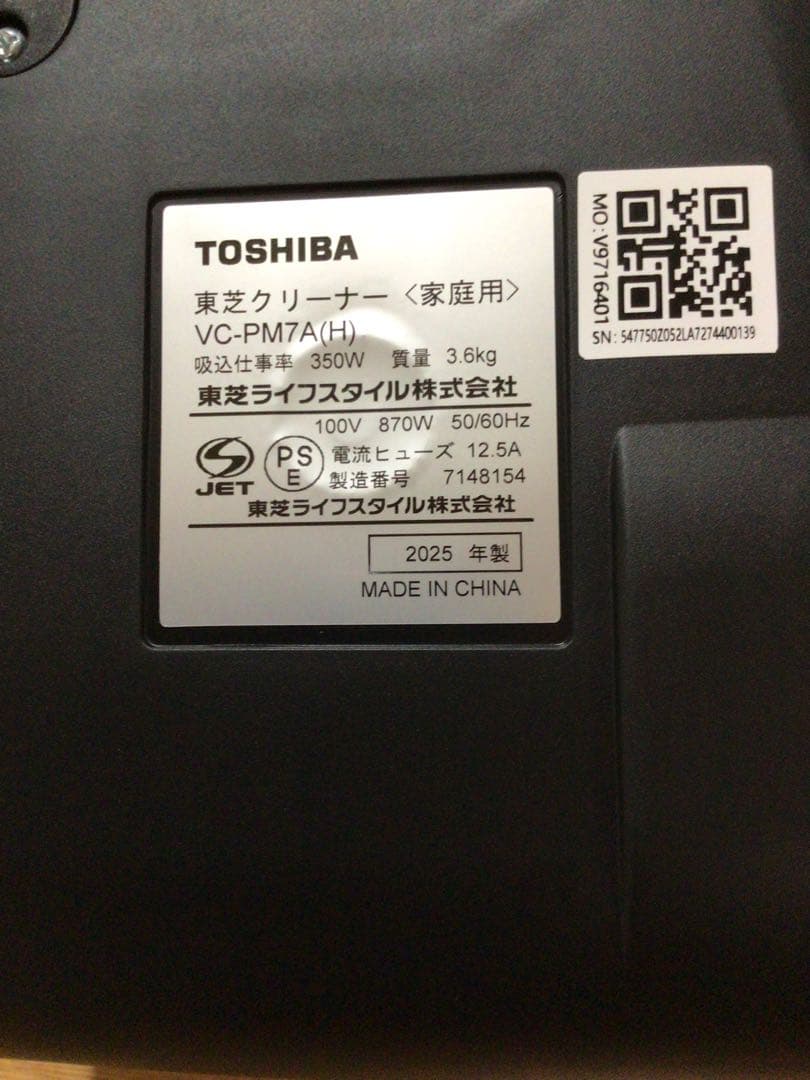 TOSHIBA
東芝クリーナー〈家庭用〉
VC-PM7A(H)
吸込仕事率 350W 質量 3.6kg
東芝ライフスタイル株式会社
100V 870W 50/60Hz
JET
PS
E
電流ヒューズ 12.5A
製造番号 7148154
東芝ライフスタイル株式会社
2025 年製
MADE IN CHINA
MO:V9716401
SN: 547750Z052LA7274400139